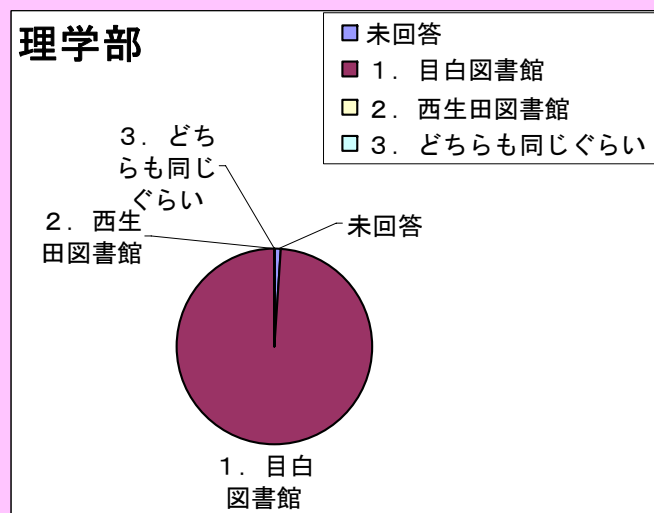 理学部
未回答
１．目白図書館
２．西生田図書館
３．どちらも同じぐらい
３．どち
らも同じ
ぐらい
２．西生
田図書館
未回答
１．目白
図書館